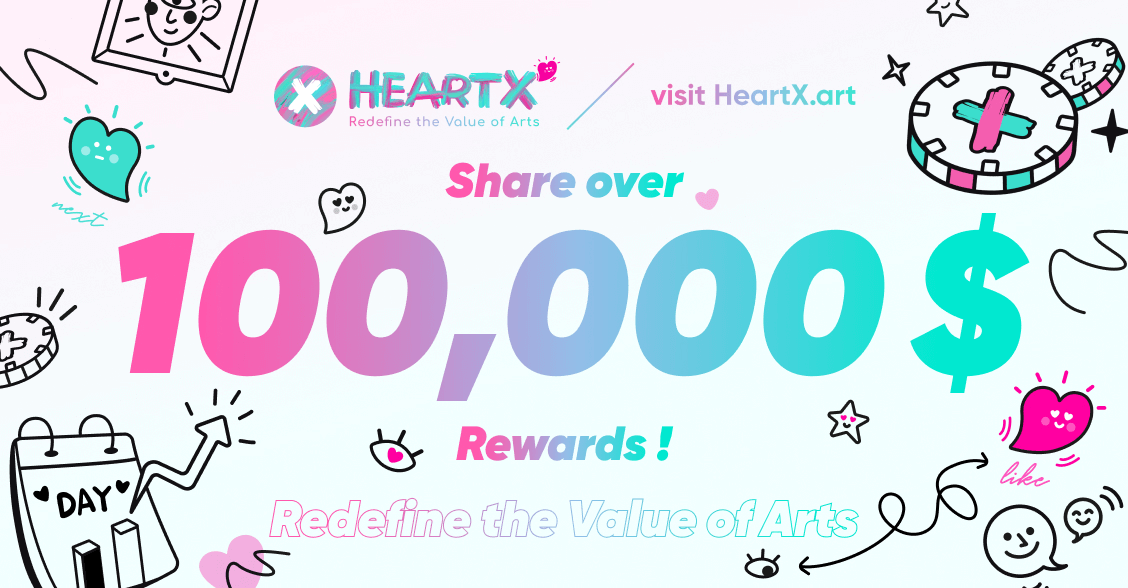 HEARTX
Redefine the Value of Arts
visit HeartX.art
Share over
next
100,000 $
Rewards !
like
DAY
Redefine the Value of Arts